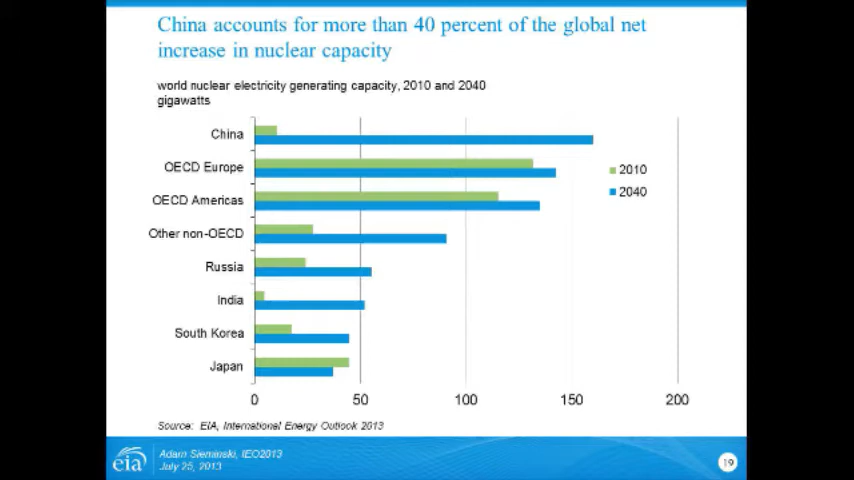 China accounts for more than 40 percent of the global net
increase in nuclear capacity
world nuclear electricity generating capacity, 2010 and 2040
gigawatts
China
OECD Europe
OECD Americas
Other non-OECD
Russia
India
South Korea
Japan
2010
2040
0 50 100 150 200
Source: EIA, International Energy Outlook 2013
eia
Adam Sieminski, IEO2013
July 25, 2013
19